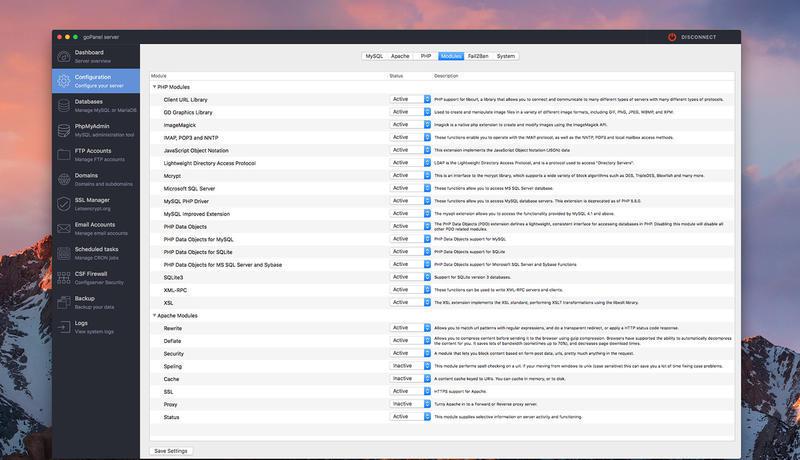 goPanel server
DISCONNECT
Dashboard
Server overview
Configuration
Configure your server
Databases
Manage MySQL or MariaDB
PhpMyAdmin
MySQL administration tool
FTP Accounts
Manage FTP accounts
Domains
Domains and subdomains
SSL Manager
Letsencrypt.org
Email Accounts
Manage email accounts
Scheduled tasks
Manage CRON jobs
CSF Firewall
Configserver Security
Backup
Backup your data
Logs
View system logs
MySQL Apache PHP Modules Fail2Ban System
Module Status Description
PHP Modules
Client URL Library Active PHP support for libcurl, a library that allows you to connect and communicate to many different types of servers with many different types of protocols.
GD Graphics Library Active Used to create and manipulate image files in a variety of different image formats, including GIF, PNG, JPEG, WBMP, and XPM.
ImageMagick Active Imagick is a native php extension to create and modify images using the ImageMagick API.
IMAP, POP3 and NNTP Active These functions enable you to operate with the IMAP protocol, as well as the NNTP, POP3 and local mailbox access methods.
JavaScript Object Notation Active This extension implements the JavaScript Object Notation (JSON) data
Lightweight Directory Access Protocol Active LDAP is the Lightweight Directory Access Protocol, and is a protocol used to access "Directory Servers".
Mcrypt Active This is an interface to the mcrypt library, which supports a wide variety of block algorithms such as DES, TripleDES, Blowfish and many more.
Microsoft SQL Server Active These functions allow you to access MS SQL Server database.
MySQL PHP Driver Active These functions allow you to access MySQL database servers. This extension is deprecated as of PHP 5.5.0.
MySQL Improved Extension Active The mysqli extension allows you to access the functionality provided by MySQL 4.1 and above.
PHP Data Objects Active The PHP Data Objects (PDO) extension defines a lightweight, consistent interface for accessing databases in PHP. Disabling this module will disable
all other PDO related modules.
PHP Data Objects for MySQL Active PHP Data Objects support for MySQL
PHP Data Objects for SQLite Active PHP Data Objects support for SQLite
PHP Data Objects for MS SQL Server and Sybase Active PHP Data Objects support for Microsoft SQL Server and Sybase Functions
SQLite3 Active Support for SQLite version 3 databases.
XML-RPC Active These functions can be used to write XML-RPC servers and clients.
XSL Active The XSL extension implements the XSL standard, performing XSLT transformations using the libxslt library.
Apache Modules
Rewrite Active Allows you to match url patterns with regular expressions, and do a transparent redirect, or apply a HTTP status code response.
Deflate Active Allows you to compress content before sending it to the browser using gzip compression. Browsers have supported the ability to automatically decompress
the content for you. It saves lots of bandwidth (sometimes up to 70%), and decreases page download times.
Security Active A module that lets you block content based on form post data, urls, pretty much anything in the request.
Speling Inactive This module performs spell checking on a url. If your moving from windows to unix (case sensitive) this can save you a lot of time fixing case problems.
Cache Inactive A content cache keyed to URIs. You can cache in memory, or to disk.
SSL Active HTTPS support for Apache.
Proxy Inactive Turns Apache in to a Forward or Reverse proxy server.
Status Active This module supplies selective information on server activity and functioning.
Save Settings